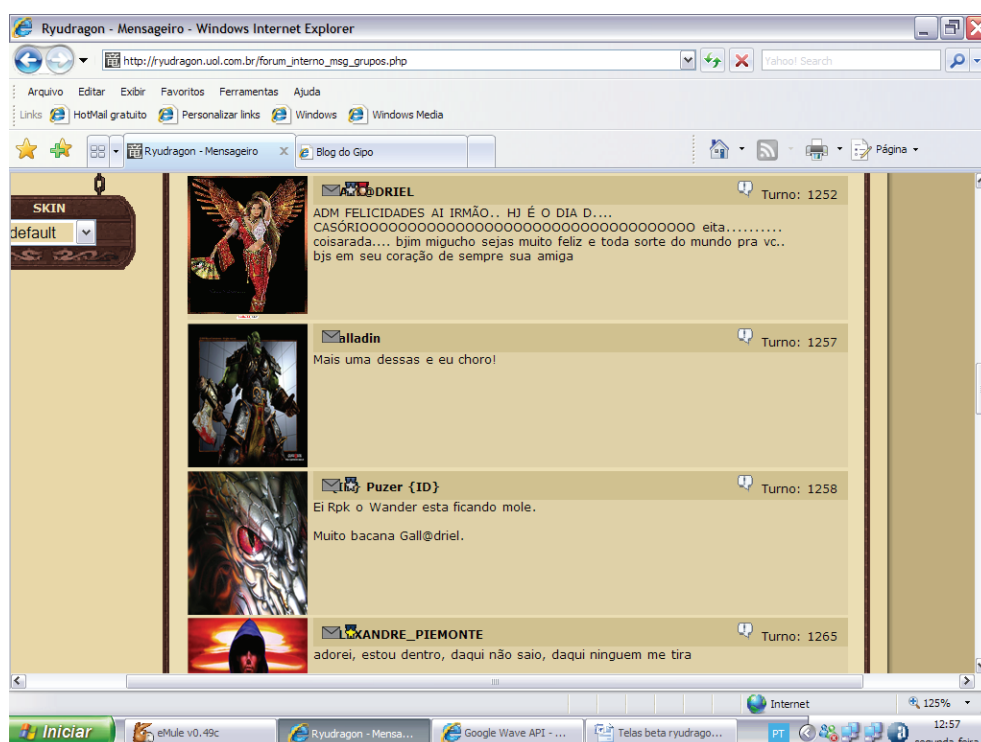 Ryudragon - Mensageiro - Windows Internet Explorer
http://ryudragon.uol.com.br/forum_interno_msg_grupos.php
Yahoo! Search
Arquivo Editar Exibir Favoritos Ferramentas Ajuda
Links HotMail gratuito Personalizar links Windows Windows Media
Ryudragon - Mensageiro X Blog do Gipo Página
SKIN
default
@DRIEL Turno: 1252
ADM FELICIDADES AI IRMÃO.. HJ É O DIA D....
CASÓRIOOOOOOOOOOOOOOOOOOOOOOOOOOOOOOOOOO eita..........
coisarada.... bjim migucho sejas muito feliz e toda sorte do mundo pra vc..
bjs em seu coração de sempre sua amiga
alladin Turno: 1257
Mais uma dessas e eu choro!
Puzer {ID} Turno: 1258
Ei Rpk o Wander esta ficando mole.
Muito bacana Gall@driel.
XANDRE_PIEMONTE Turno: 1265
adorei, estou dentro, daqui não saio, daqui ninguem me tira
Internet 125%
Iniciar eMule v0.49c Ryudragon - Mensa... Google Wave API - ... Telas beta ryudrago... PT 12:57
segunda-feira